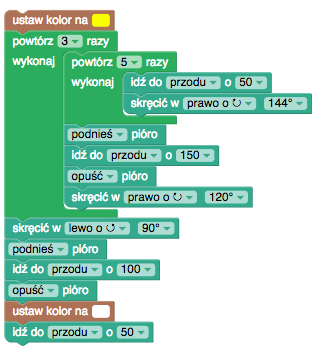 ustaw kolor na
powtórz 3 razy
wykonaj powtórz 5 razy
wykonaj idź do przodu o 50
skręcić w prawo o ↻ 144°
podnieś pióro
idź do przodu o 150
opuść pióro
skręcić w prawo o ↻ 120°
skręcić w lewo o ↺ 90°
podnieś pióro
idź do przodu o 100
opuść pióro
ustaw kolor na
idź do przodu o 50